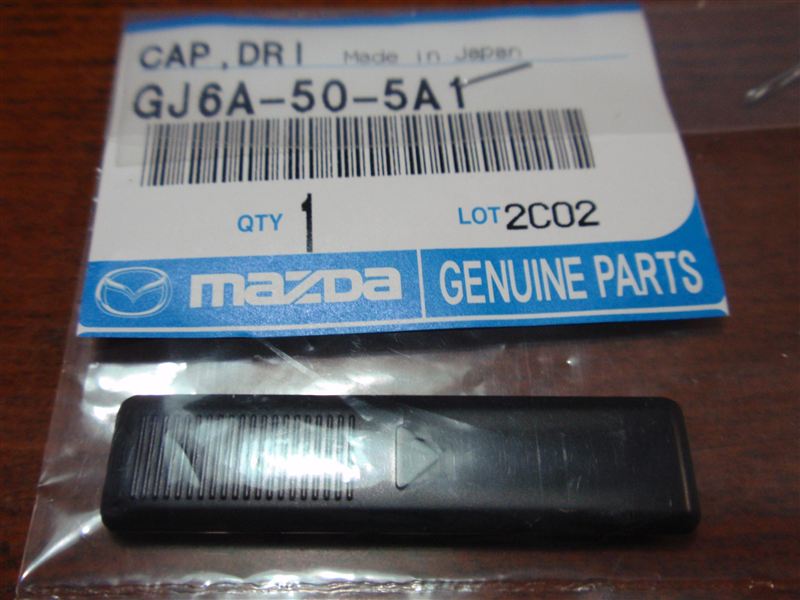 CAP, DRI Made in Japan
GJ6A-50-5A1
QTY 1 LOT 2C02
mazda GENUINE PARTS